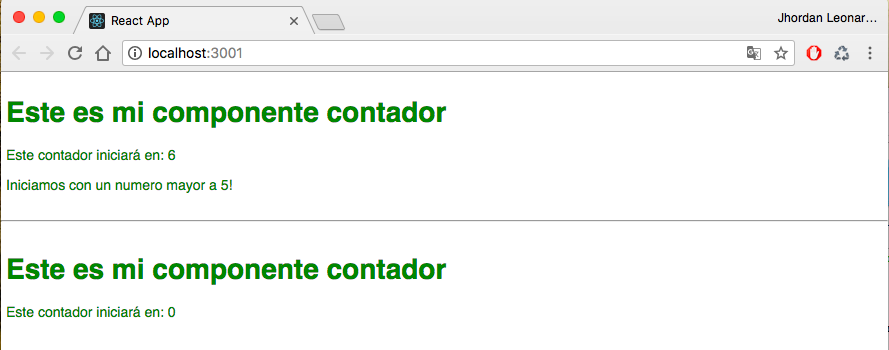 React App
Jhordan Leonar...
localhost:3001
Este es mi componente contador
Este contador iniciará en: 6
Iniciamos con un numero mayor a 5!
Este es mi componente contador
Este contador iniciará en: 0